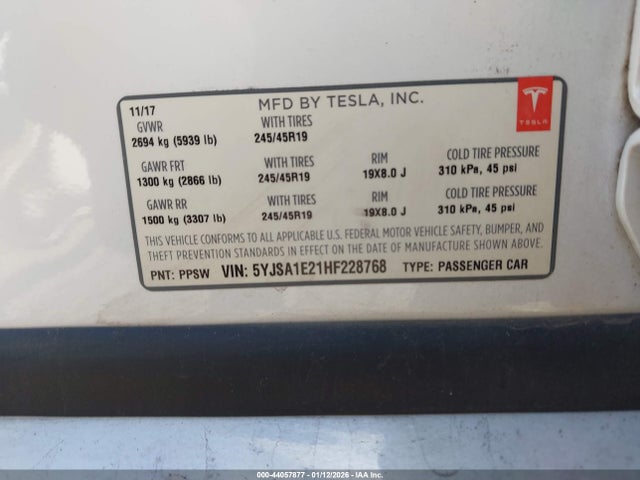 11/17 MFD BY TESLA, INC.
GVWR WITH TIRES
2694 kg (5939 lb) 245/45R19
TESLA
GAWR FRT WITH TIRES RIM COLD TIRE PRESSURE
1300 kg (2866 lb) 245/45R19 19X8.0 J 310 kPa, 45 psi
GAWR RR WITH TIRES RIM COLD TIRE PRESSURE
1500 kg (3307 lb) 245/45R19 19X8.0 J 310 kPa, 45 psi
THIS VEHICLE CONFORMS TO ALL APPLICABLE U.S. FEDERAL MOTOR VEHICLE SAFETY, BUMPER, AND
THEFT PREVENTION STANDARDS IN EFFECT ON THE DATE OF MANUFACTURE SHOWN ABOVE.
PNT: PPSW VIN: 5YJSA1E21HF228768 TYPE: PASSENGER CAR
000-44057877 - 01/12/2026 - IAAI.COM